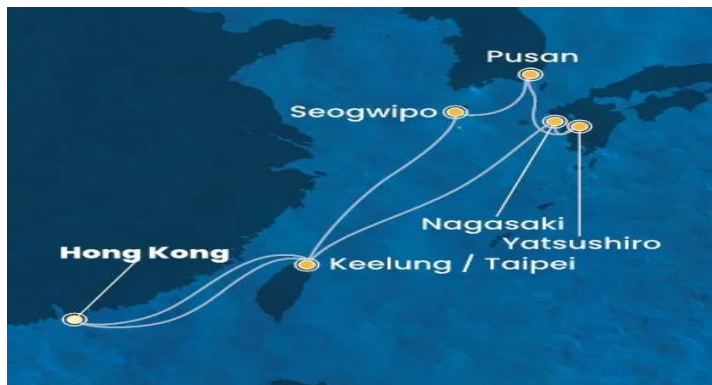 Pusan
Seogwipo
Nagasaki
Yatsushiro
Hong Kong
Keelung / Taipei